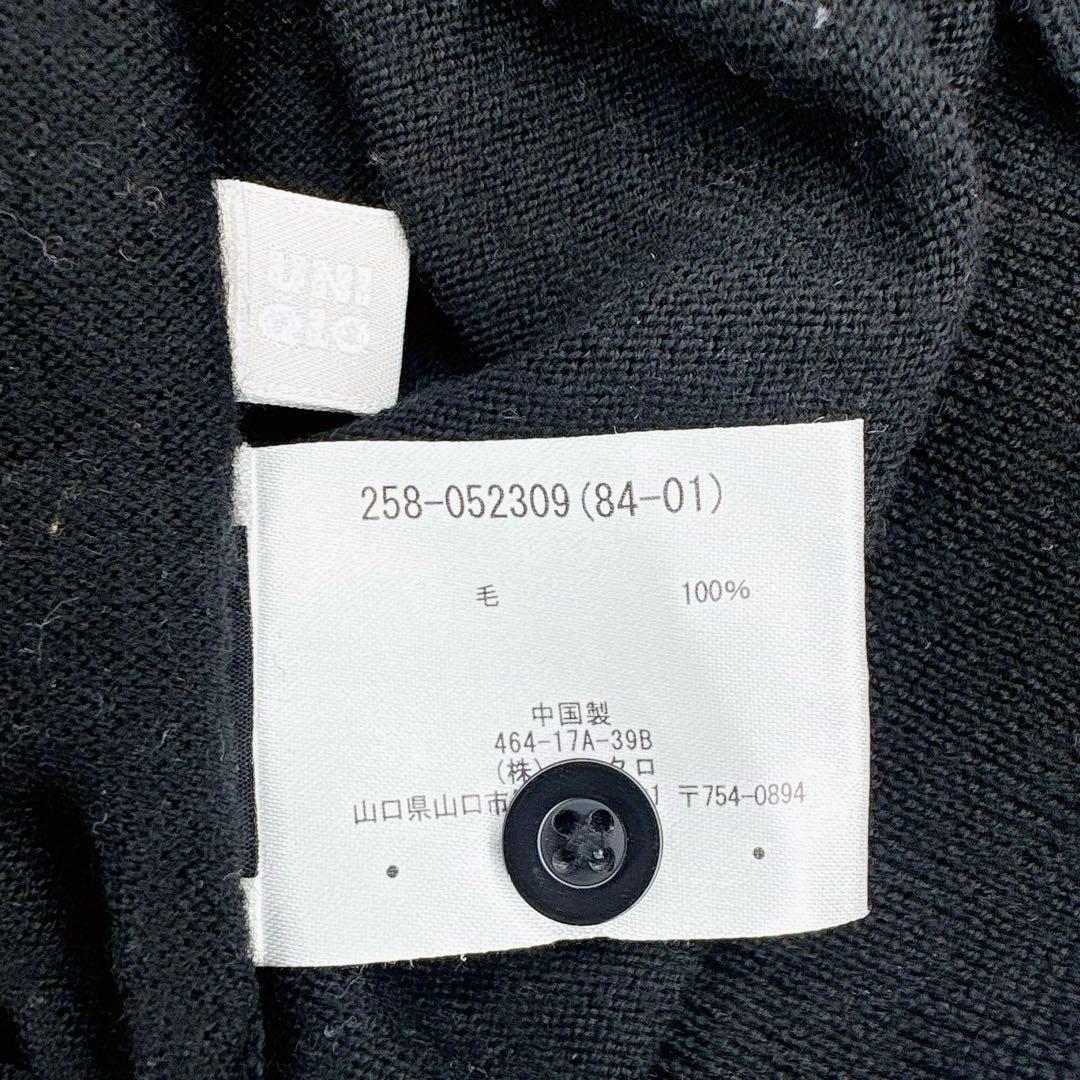 UNI
QLO
258-052309(84-01)
毛 100%
中国製
464-17A-39B
(株) クロ
山口県山口市 1 〒754-0894